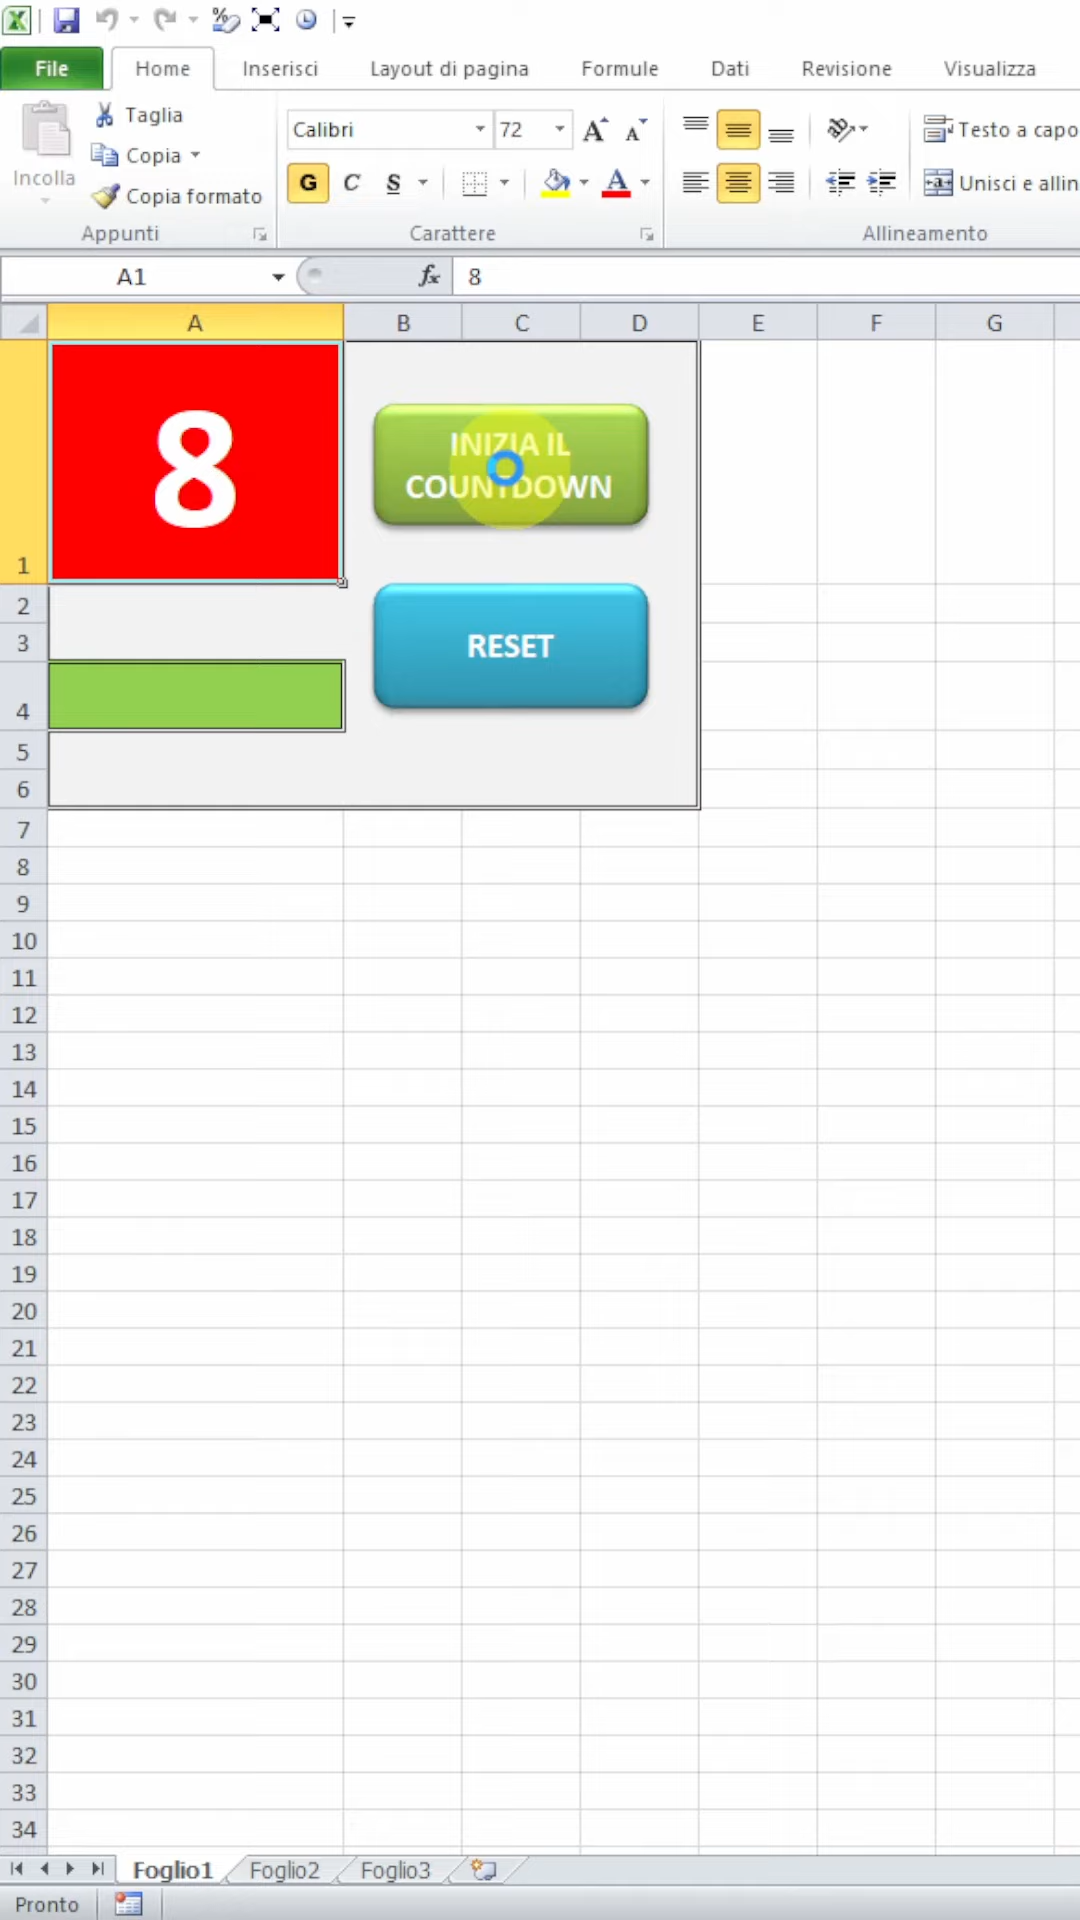 File Home Inserisci Layout di pagina Formule Dati Revisione Visualizza
Incolla
Taglia
Copia
Copia formato
Appunti
Calibri 72
G C S
Carattere
Testo a capo
Unisci e allin
Allineamento
A1 fx 8
A B C D E F G
8
INIZIA IL
COUNTDOWN
RESET
1
2
3
4
5
6
7
8
9
10
11
12
13
14
15
16
17
18
19
20
21
22
23
24
25
26
27
28
29
30
31
32
33
34
Foglio1 Foglio2 Foglio3
Pronto